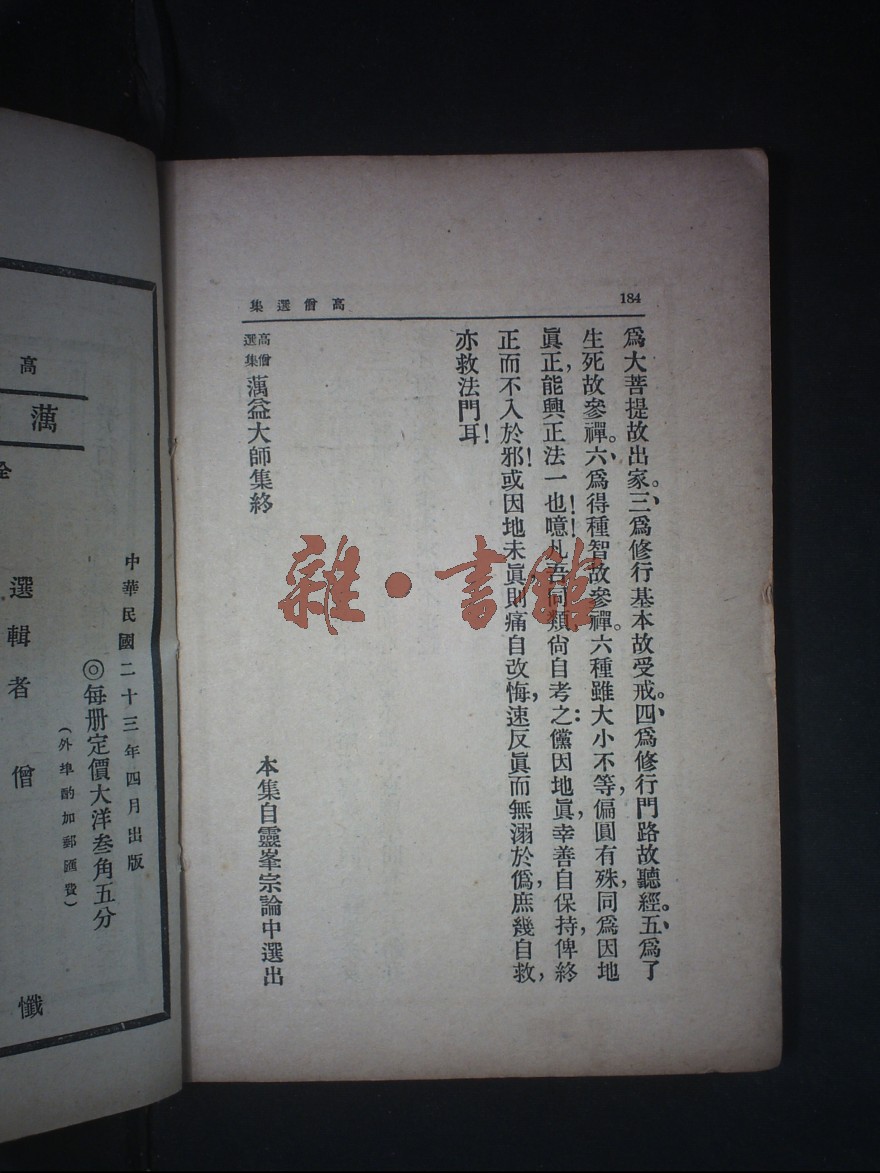 184
高僧選集
爲大菩提故出家。三、爲修行基本故受戒。四、爲修行門路故聽經。五、爲了
生死故參禪。六、爲得種智故參禪。六種雖大小不等,偏圓有殊,同爲因地
眞正,能興正法一也!噫!札吾同類,尙自考之:儻因地眞,幸善自保持,俾終
正而不入於邪!或因地未眞,則痛自改悔,速反眞而無溺於僞,庶幾自救,
亦救法門耳!
高僧選集
蕅益大師集終
本集自靈峯宗論中選出
中華民國二十三年四月出版
◎每册定價大洋叁角五分
(外埠酌加郵匯費)
選輯者僧懺
蕅
全
高
雜·書館